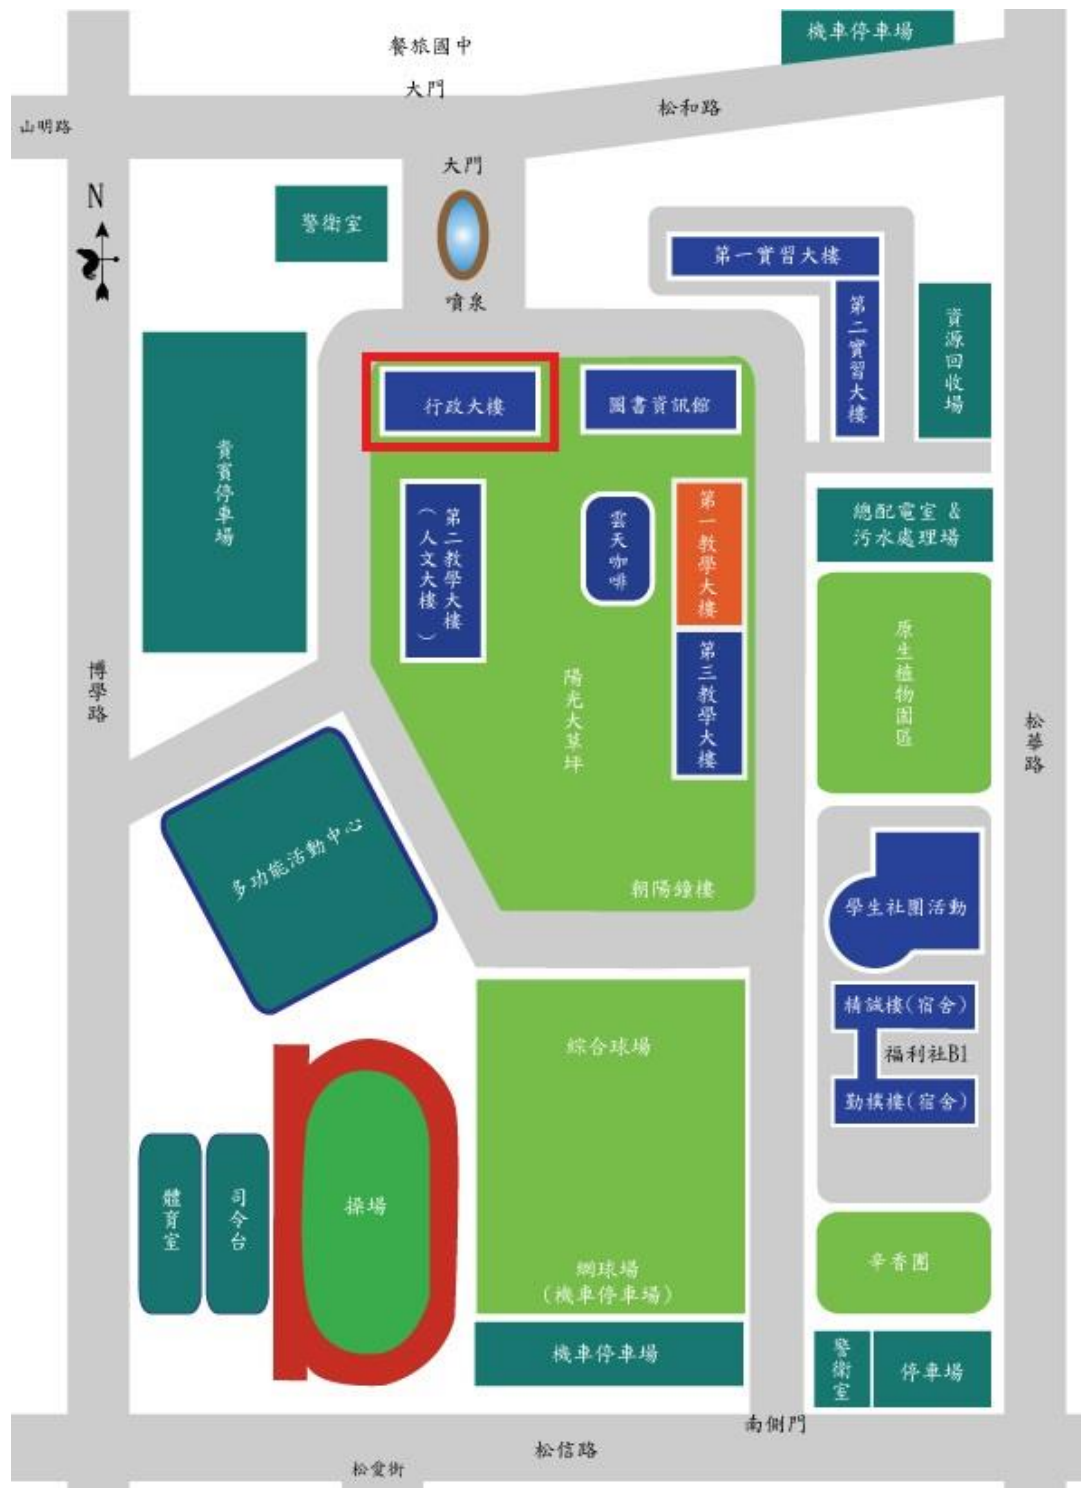 機車停車場
餐旅國中
大門
松和路
山明路
大門
N
警衛室
第一實習大樓
噴泉
第二實習大樓
資源回收場
行政大樓
圖書資訊館
貴賓停車場
第二教學大樓
(人文大樓)
雲天咖啡
第一教學大樓
總配電室 &
污水處理場
原生植物園區
第三教學大樓
陽光大草坪
博學路
松華路
多功能活動中心
朝陽鐘樓
學生社團活動
精誠樓(宿舍)
福利社B1
勤樸樓(宿舍)
綜合球場
體育室
司令台
操場
網球場
(機車停車場)
辛香園
機車停車場
警衛室
停車場
南側門
松信路
松愛街